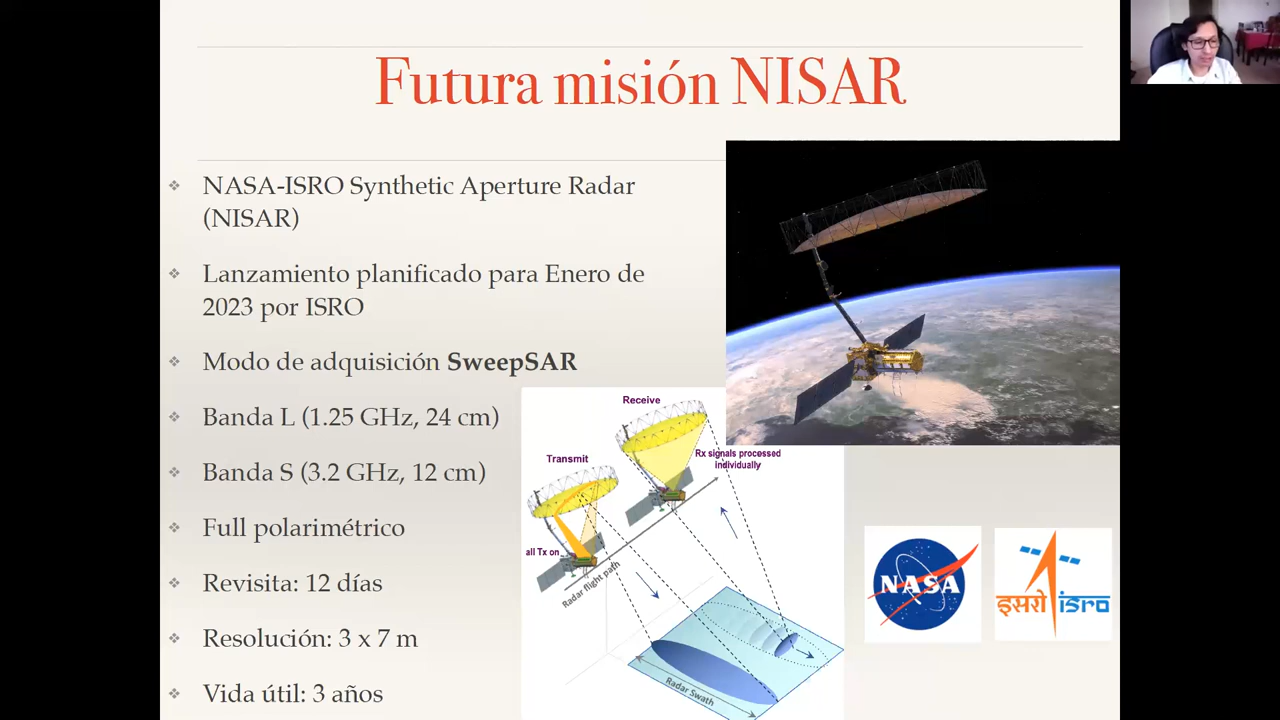 Futura misión NISAR
NASA-ISRO Synthetic Aperture Radar
(NISAR)
Lanzamiento planificado para Enero de
2023 por ISRO
Modo de adquisición SweepSAR
Banda L (1.25 GHz, 24 cm)
Banda S (3.2 GHz, 12 cm)
Full polarimétrico
Revisita: 12 días
Resolución: 3 x 7 m
Vida útil: 3 años
Receive
Rx signals processed
individually
Transmit
all Tx on
Radar flight path
Radar Swath
NASA
इसरो isro